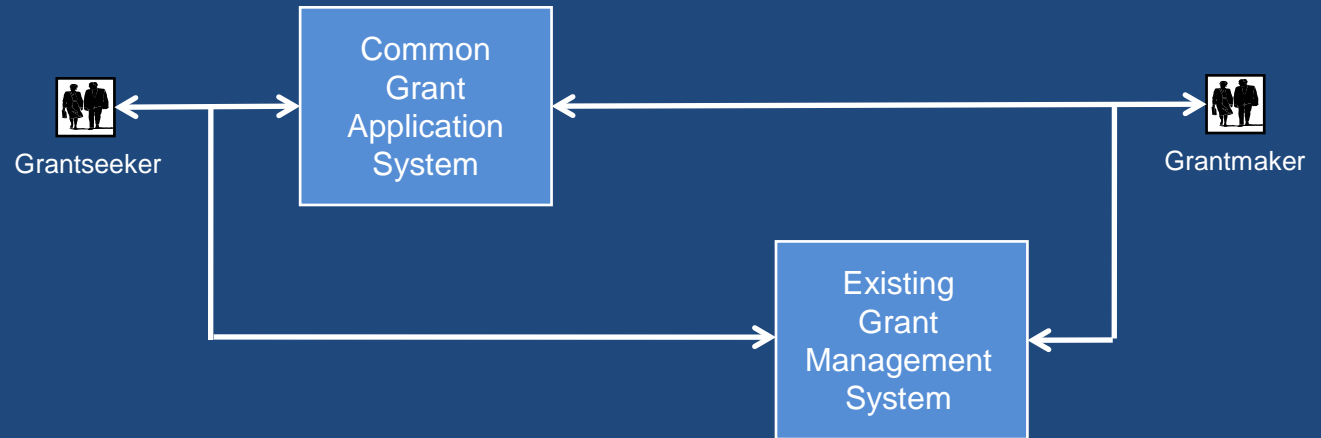 Common
Grant
Application
System
Grantseeker
Grantmaker
Existing
Grant
Management
System